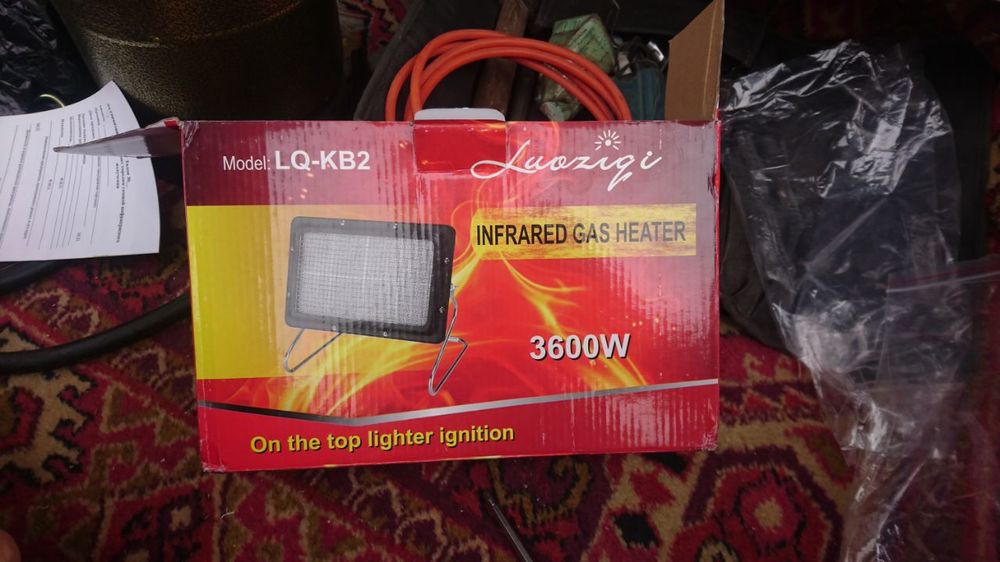 Model: LQ-KB2
Luoziqi
INFRARED GAS HEATER
3600W
On the top lighter ignition